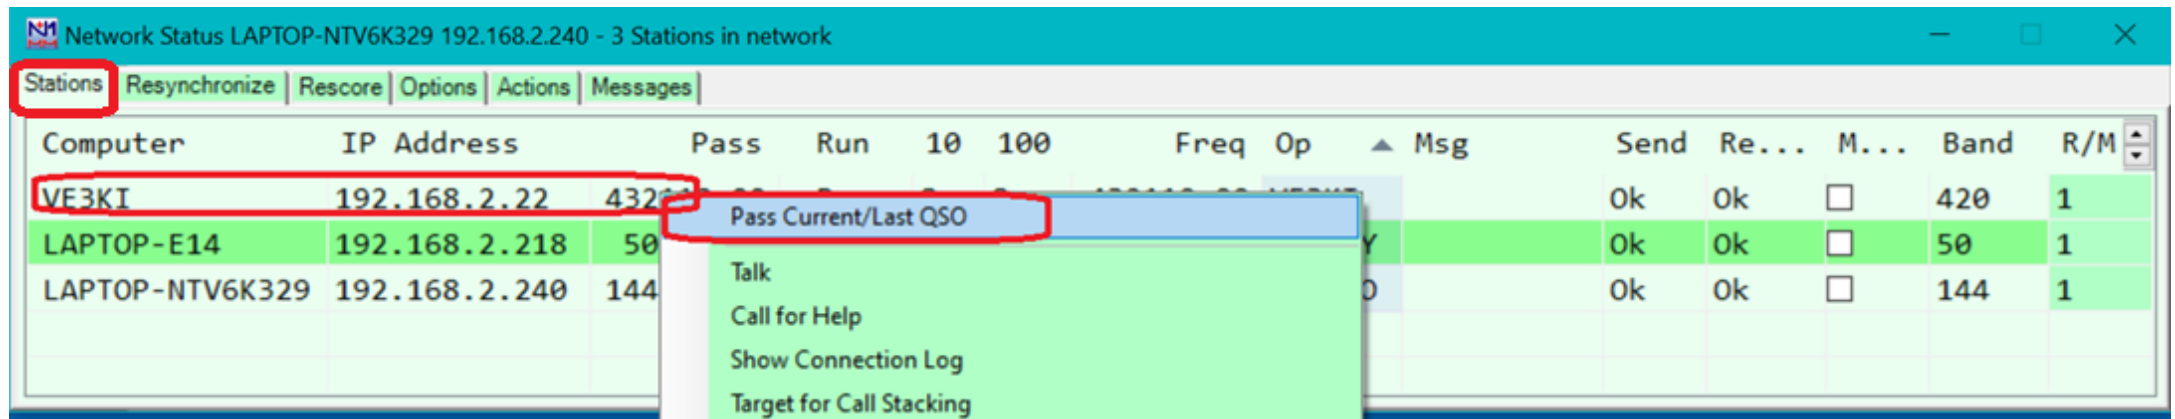 Network Status LAPTOP-NTV6K329 192.168.2.240 - 3 Stations in network
Stations Resynchronize Rescore Options Actions Messages
Computer IP Address Pass Run 10 100 Freq Op Msg Send Re... M... Band R/M
VE3KI 192.168.2.22 Ok Ok 420 1
Pass Current/Last QSO
LAPTOP-E14 192.168.2.218 50 Y Ok Ok 50 1
Talk
LAPTOP-NTV6K329 192.168.2.240 144 Ok Ok 144 1
Call for Help
Show Connection Log
Target for Call Stacking